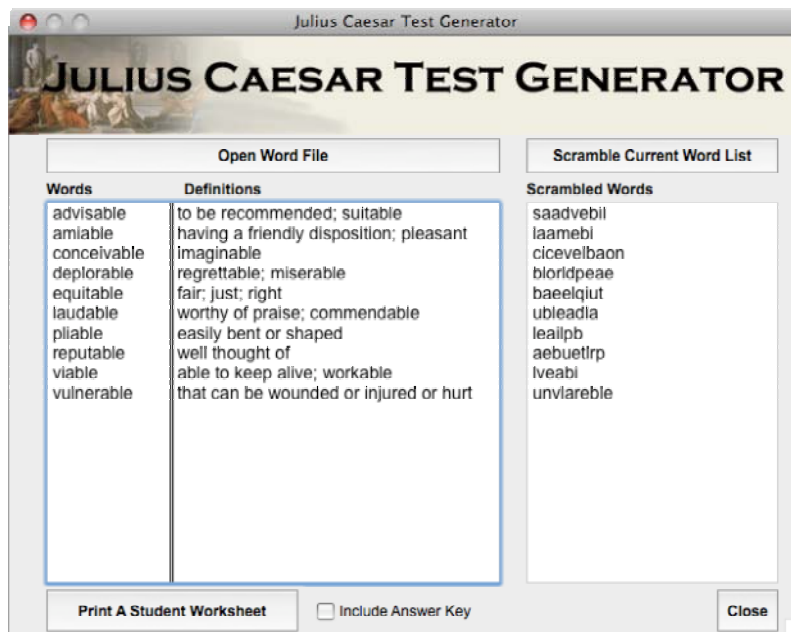 Julius Caesar Test Generator
JULIUS CAESAR TEST GENERATOR
Open Word File
Scramble Current Word List
Words Definitions
Scrambled Words
advisable to be recommended; suitable
amiable having a friendly disposition; pleasant
conceivable imaginable
deplorable regrettable; miserable
equitable fair; just; right
laudable worthy of praise; commendable
pliable easily bent or shaped
reputable well thought of
viable able to keep alive; workable
vulnerable that can be wounded or injured or hurt
saadvebil
laamebi
cicevelbaon
blorldpeae
baeelqiut
ubleadla
leailpb
aebuetlrp
lveabi
unvlareble
Print A Student Worksheet
Include Answer Key
Close